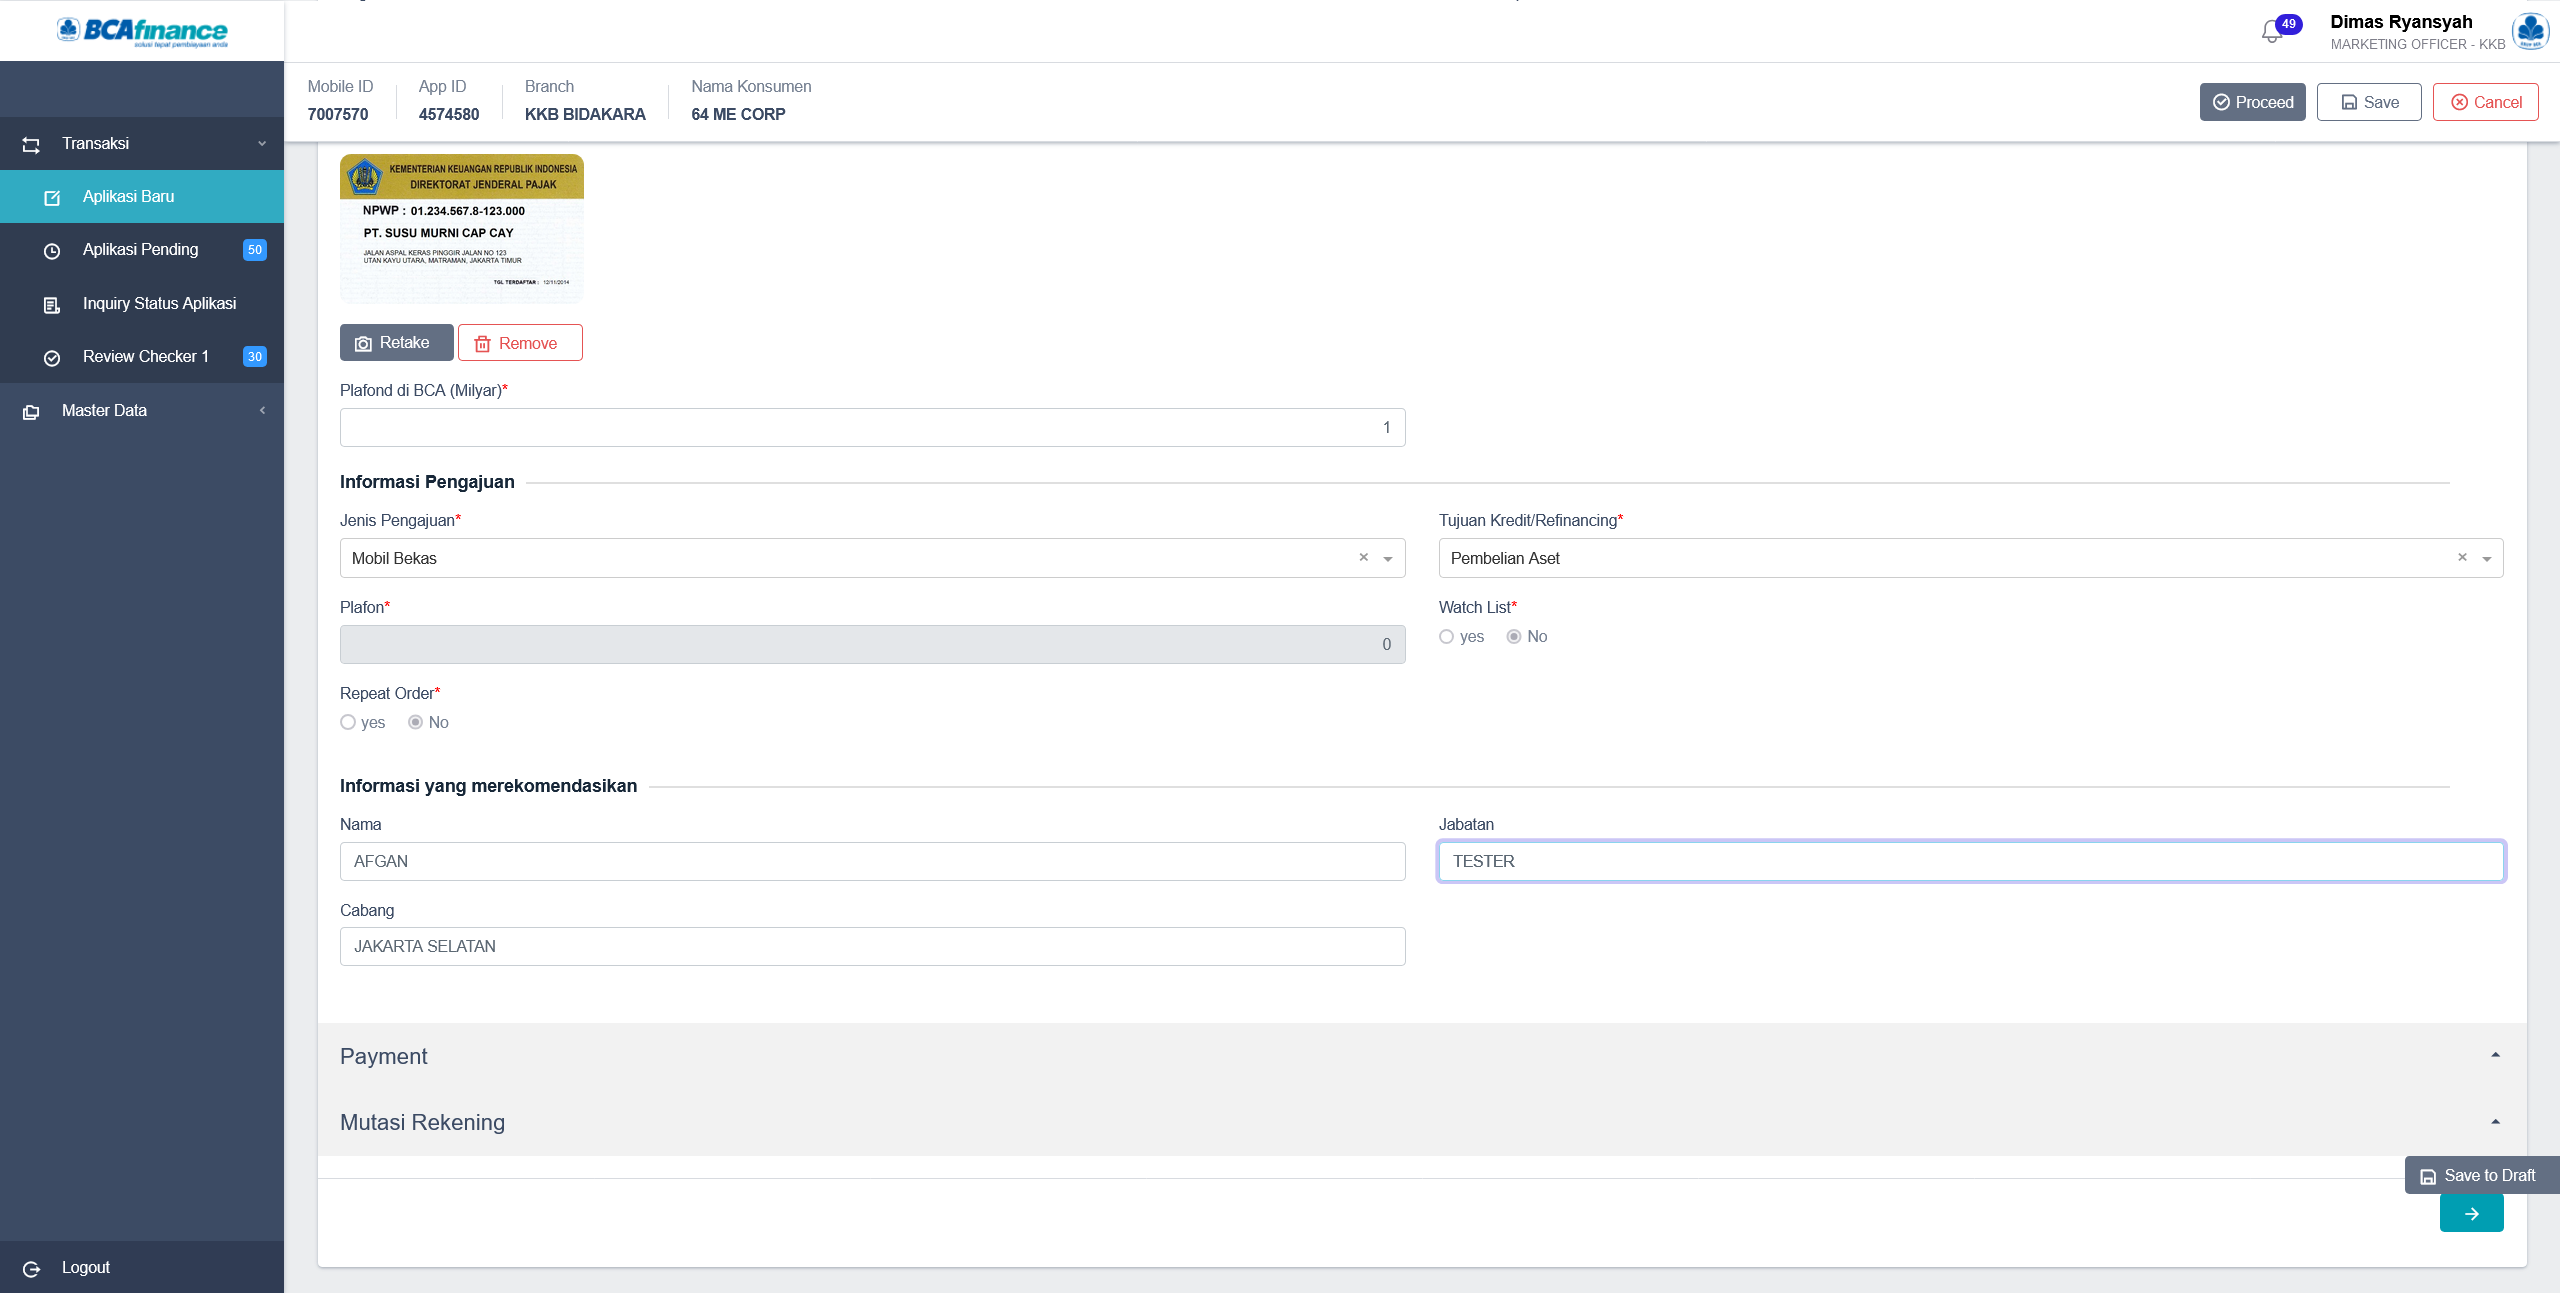 BCAfinance
solusi tepat pembiayaan anda
49
Dimas Ryansyah
MARKETING OFFICER - KKB
Mobile ID
7007570
App ID
4574580
Branch
KKB BIDAKARA
Nama Konsumen
64 ME CORP
Proceed
Save
Cancel
Transaksi
Aplikasi Baru
Aplikasi Pending 50
Inquiry Status Aplikasi
Review Checker 1 30
Master Data
Logout
KEMENTERIAN KEUANGAN REPUBLIK INDONESIA
DIREKTORAT JENDERAL PAJAK
NPWP : 01.234.567.8-123.000
PT. SUSU MURNI CAP CAY
JALAN ASPAL KERAS PINGGIR JALAN NO 123
UTAN KAYU UTARA, MATRAMAN, JAKARTA TIMUR
TGL TERDAFTAR : 12/11/2014
Retake
Remove
Plafond di BCA (Milyar)*
1
Informasi Pengajuan
Jenis Pengajuan*
Mobil Bekas
Tujuan Kredit/Refinancing*
Pembelian Aset
Plafon*
0
Watch List*
yes No
Repeat Order*
yes No
Informasi yang merekomendasikan
Nama
AFGAN
Jabatan
TESTER
Cabang
JAKARTA SELATAN
Payment
Mutasi Rekening
Save to Draft